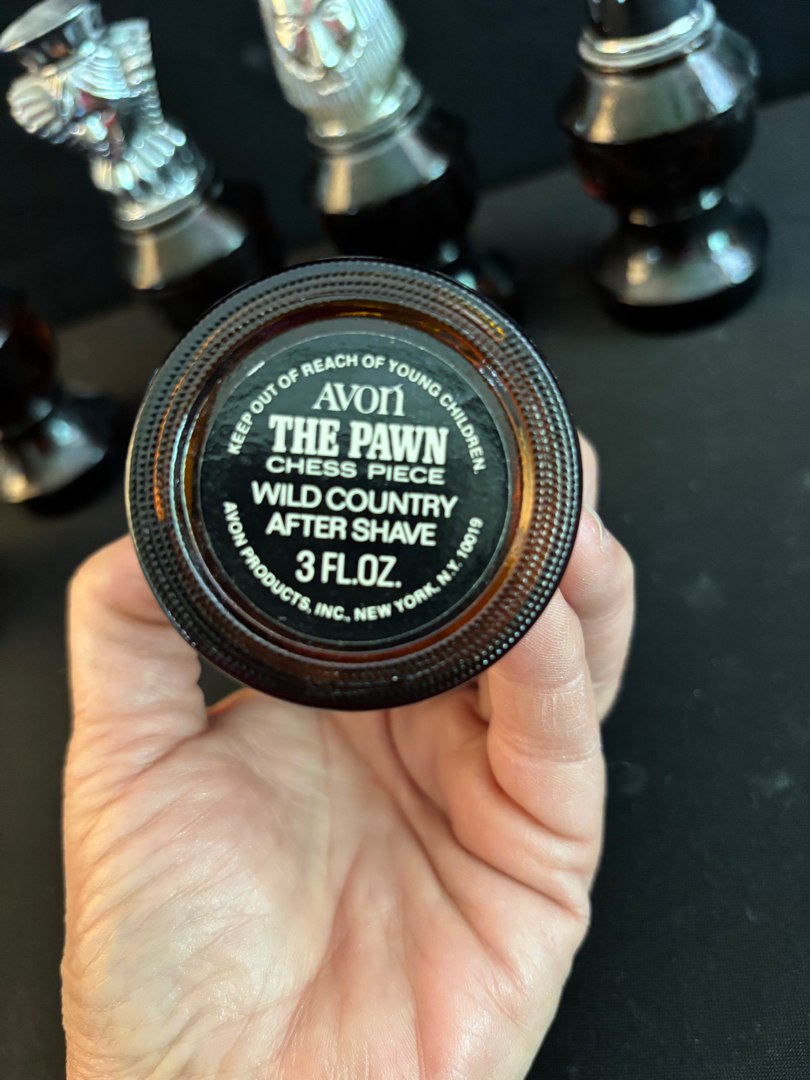 KEEP OUT OF REACH OF YOUNG CHILDREN.
AVON
THE PAWN
CHESS PIECE
WILD COUNTRY
AFTER SHAVE
3 FL.OZ.
AVON PRODUCTS, INC., NEW YORK, N.Y. 10019